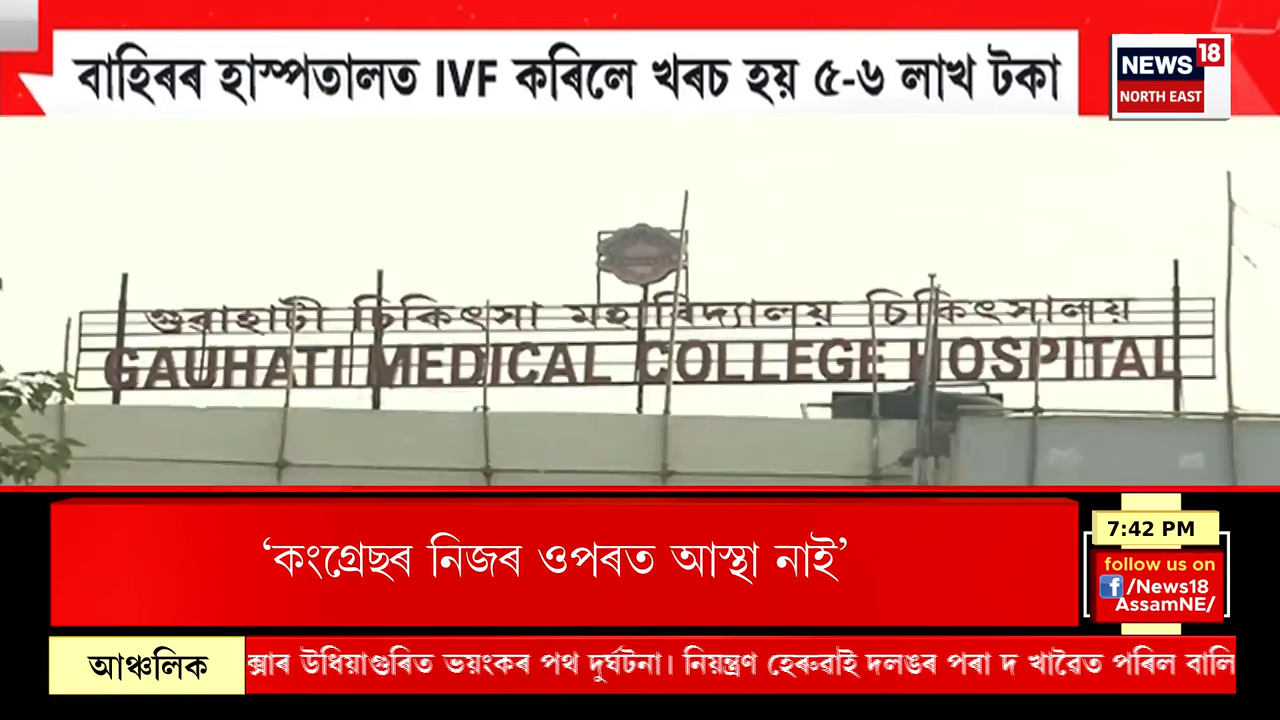 বাহিৰৰ হাস্পতালত IVF কৰিলে খৰচ হয় ৫-৬ লাখ টকা
NEWS 18
NORTH EAST
গুৱাহাটী চিকিৎসা মহাবিদ্যালয় চিকিৎসালয়
GAUHATI MEDICAL COLLEGE HOSPITAL
‘কংগ্ৰেছৰ নিজৰ ওপৰত আস্থা নাই’
7:42 PM
follow us on
f /News18
AssamNE/
আঞ্চলিক
ক্সাৰ উধিয়াগুৰিত ভয়ংকৰ পথ দুৰ্ঘটনা। নিয়ন্ত্ৰণ হেৰুৱাই দলঙৰ পৰা দ খাৱৈত পৰিল বালি